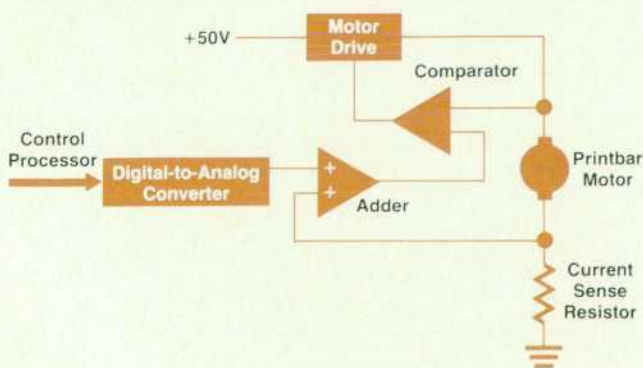 +50V
Motor
Drive
Comparator
Control
Processor
Digital-to-Analog
Converter
+
+
Adder
Printbar
Motor
Current
Sense
Resistor